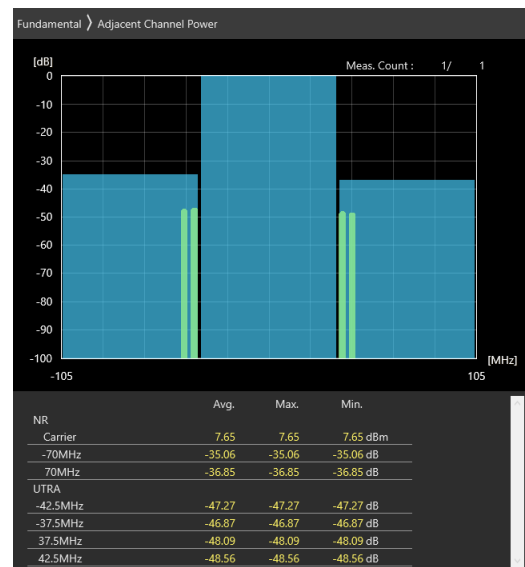 Fundamental 〉 Adjacent Channel Power
[dB]
Meas. Count : 1/ 1
0
-10
-20
-30
-40
-50
-60
-70
-80
-90
-100
[MHz]
-105 105
Avg. Max. Min.
NR
Carrier 7.65 7.65 7.65 dBm
-70MHz -35.06 -35.06 -35.06 dB
70MHz -36.85 -36.85 -36.85 dB
UTRA
-42.5MHz -47.27 -47.27 -47.27 dB
-37.5MHz -46.87 -46.87 -46.87 dB
37.5MHz -48.09 -48.09 -48.09 dB
42.5MHz -48.56 -48.56 -48.56 dB